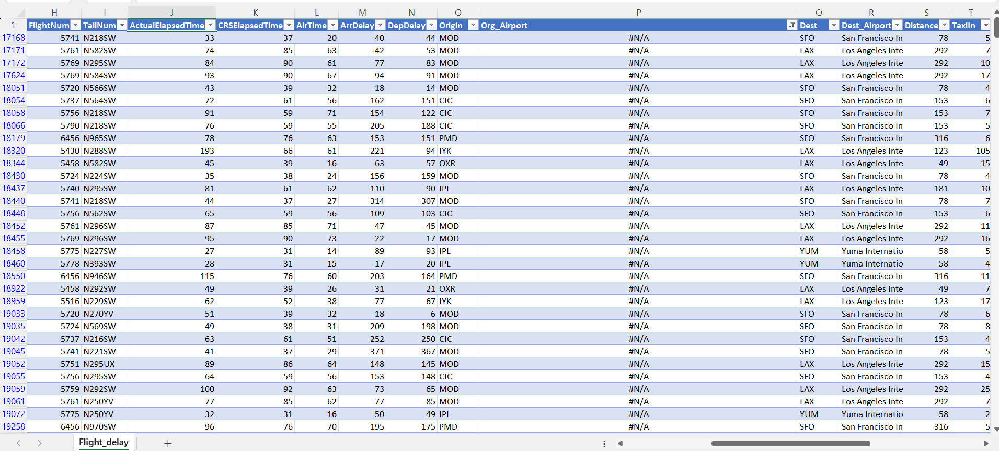 H I J K L M N O P Q R S T
1 FlightNum TailNum ActualElapsedTime CRSElapsedTime AirTime ArrDelay DepDelay Origin Org_Airport Dest Dest_Airport Distance TaxiIn
17168 5741 N218SW 33 37 20 40 44 MOD #N/A SFO San Francisco In 78 5
17171 5761 N582SW 74 85 63 42 53 MOD #N/A LAX Los Angeles Inte 292 7
17172 5769 N295SW 84 90 61 77 83 MOD #N/A LAX Los Angeles Inte 292 10
17624 5769 N584SW 93 90 67 94 91 MOD #N/A LAX Los Angeles Inte 292 17
18051 5720 N566SW 43 39 32 18 14 MOD #N/A SFO San Francisco In 78 4
18054 5737 N564SW 72 61 56 162 151 CIC #N/A SFO San Francisco In 153 6
18058 5756 N218SW 91 59 71 154 122 CIC #N/A SFO San Francisco In 153 7
18066 5790 N218SW 76 59 55 205 188 CIC #N/A SFO San Francisco In 153 5
18179 6456 N965SW 78 76 63 153 151 PMD #N/A SFO San Francisco In 316 6
18320 5430 N288SW 193 66 61 221 94 IYK #N/A LAX Los Angeles Inte 123 105
18344 5458 N582SW 45 39 16 63 57 OXR #N/A LAX Los Angeles Inte 49 15
18430 5724 N224SW 35 38 24 156 159 MOD #N/A SFO San Francisco In 78 4
18437 5740 N295SW 81 61 62 110 90 IPL #N/A LAX Los Angeles Inte 181 10
18440 5741 N218SW 44 37 27 314 307 MOD #N/A SFO San Francisco In 78 7
18448 5756 N562SW 65 59 56 109 103 CIC #N/A SFO San Francisco In 153 6
18452 5761 N296SW 87 85 71 47 45 MOD #N/A LAX Los Angeles Inte 292 11
18455 5769 N296SW 95 90 73 22 17 MOD #N/A LAX Los Angeles Inte 292 16
18458 5775 N227SW 27 31 14 89 93 IPL #N/A YUM Yuma Internatio 58 5
18460 5778 N393SW 28 31 15 17 20 IPL #N/A YUM Yuma Internatio 58 4
18550 6456 N946SW 115 76 60 203 164 PMD #N/A SFO San Francisco In 316 11
18922 5458 N292SW 49 39 26 31 21 OXR #N/A LAX Los Angeles Inte 49 7
18959 5516 N229SW 62 52 38 77 67 IYK #N/A LAX Los Angeles Inte 123 17
19033 5720 N270YV 51 39 32 18 6 MOD #N/A SFO San Francisco In 78 6
19035 5724 N569SW 49 38 31 209 198 MOD #N/A SFO San Francisco In 78 8
19042 5737 N216SW 63 61 51 252 250 CIC #N/A SFO San Francisco In 153 4
19045 5741 N221SW 41 37 29 371 367 MOD #N/A SFO San Francisco In 78 5
19052 5751 N295UX 89 86 64 148 145 MOD #N/A LAX Los Angeles Inte 292 15
19055 5756 N295SW 64 59 56 153 148 CIC #N/A SFO San Francisco In 153 4
19059 5759 N292SW 100 92 63 73 65 MOD #N/A LAX Los Angeles Inte 292 25
19061 5761 N250YV 77 85 62 77 85 MOD #N/A LAX Los Angeles Inte 292 7
19072 5775 N250YV 32 31 16 50 49 IPL #N/A YUM Yuma Internatio 58 2
19258 6456 N970SW 96 76 70 195 175 PMD #N/A SFO San Francisco In 316 5
Flight_delay